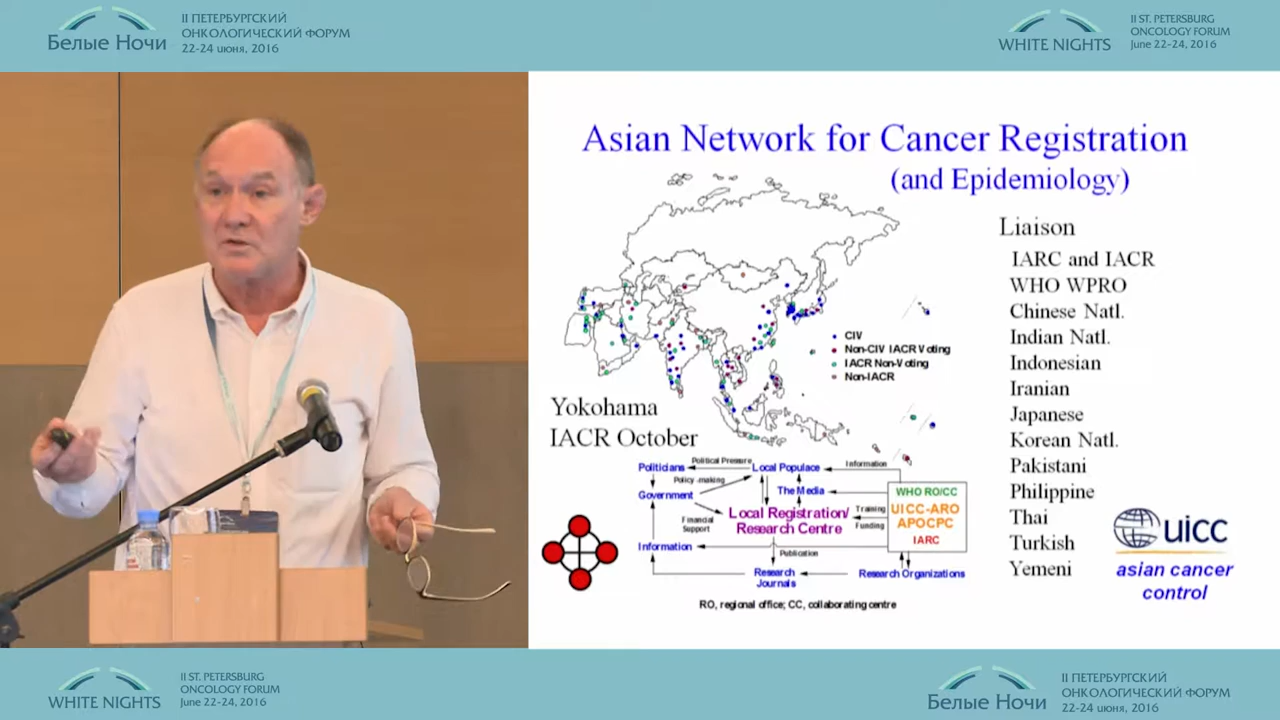 Белые Ночи
II ПЕТЕРБУРГСКИЙ
ОНКОЛОГИЧЕСКИЙ ФОРУМ
22-24 июня, 2016
WHITE NIGHTS
II ST. PETERSBURG
ONCOLOGY FORUM
June 22-24, 2016
Asian Network for Cancer Registration
(and Epidemiology)
Liaison
IARC and IACR
WHO WPRO
Chinese Natl.
Indian Natl.
Indonesian
Iranian
Japanese
Korean Natl.
Pakistani
Philippine
Thai
Turkish
Yemeni
CIV
Non-CIV IACR Voting
IACR Non-Voting
Non-IACR
Yokohama
IACR October
Politicians
Political Pressure
Local Populace
Information
Policy-making
Government
The Media
WHO RO/CC
Financial
Support
Local Registration/
Research Centre
Training
Funding
UICC-ARO
APOCPC
IARC
Information
Publication
Research
Journals
Research Organizations
RO, regional office; CC, collaborating centre
uicc
asian cancer
control
WHITE NIGHTS
II ST. PETERSBURG
ONCOLOGY FORUM
June 22-24, 2016
Белые Ночи
II ПЕТЕРБУРГСКИЙ
ОНКОЛОГИЧЕСКИЙ ФОРУМ
22-24 июня, 2016